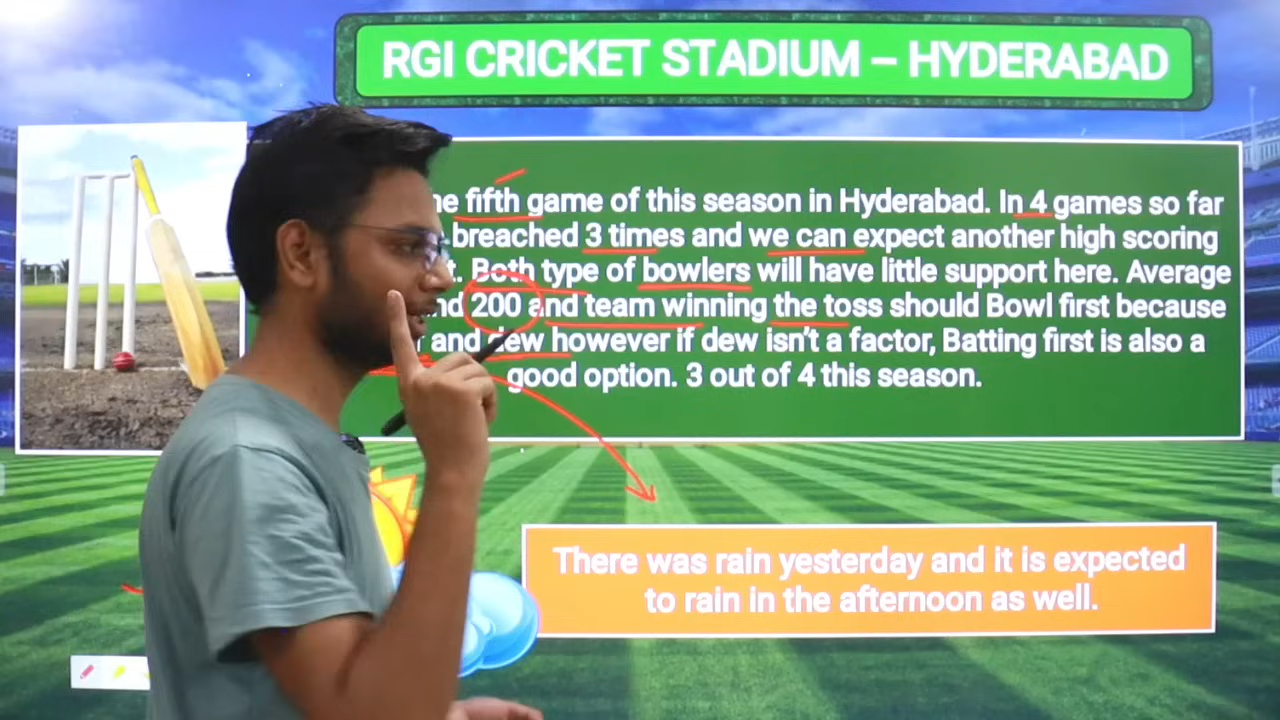 RGI CRICKET STADIUM – HYDERABAD
fifth game of this season in Hyderabad. In 4 games so far
breached 3 times and we can expect another high scoring
Both type of bowlers will have little support here. Average
200 and team winning the toss should Bowl first because
and dew however if dew isn't a factor, Batting first is also a
good option. 3 out of 4 this season.
There was rain yesterday and it is expected
to rain in the afternoon as well.